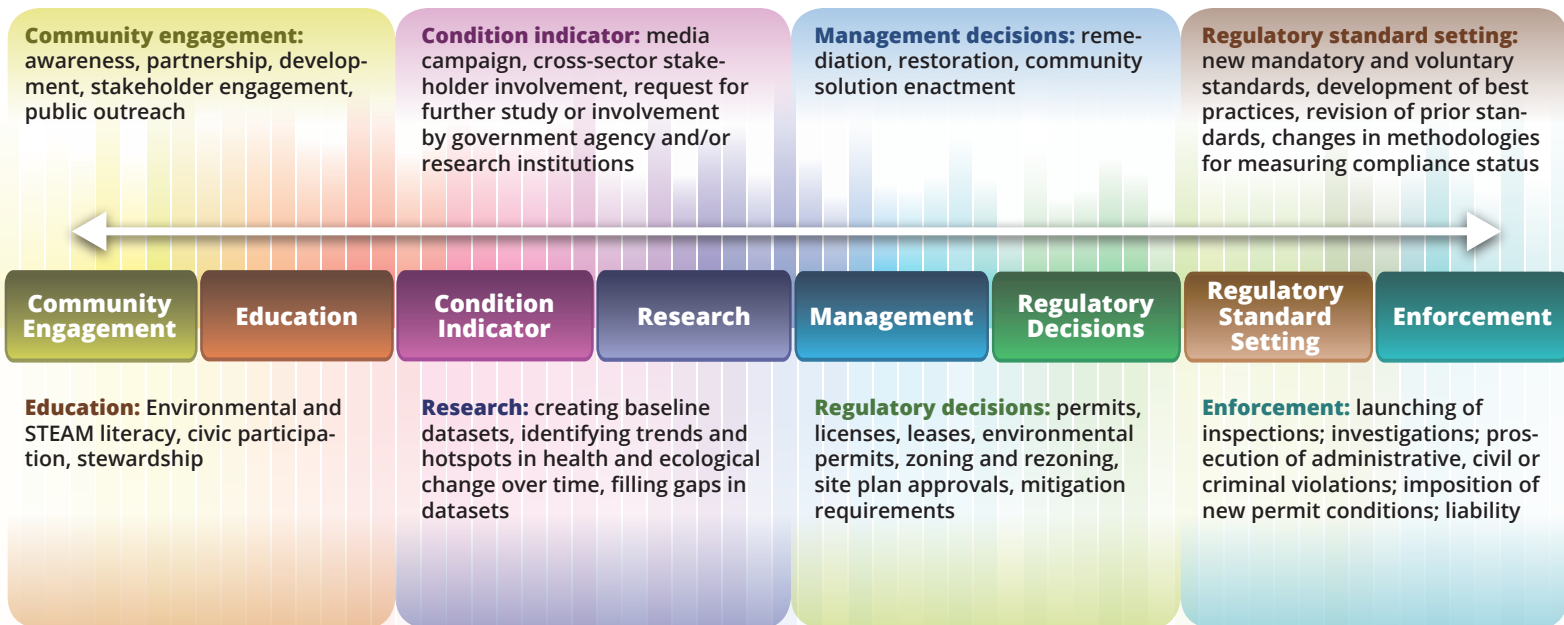 Community engagement:
awareness, partnership, develop-
ment, stakeholder engagement,
public outreach
Condition indicator: media
campaign, cross-sector stake-
holder involvement, request for
further study or involvement
by government agency and/or
research institutions
Management decisions: reme-
diation, restoration, community
solution enactment
Regulatory standard setting:
new mandatory and voluntary
standards, development of best
practices, revision of prior stan-
dards, changes in methodologies
for measuring compliance status
Community
Engagement
Education
Condition
Indicator
Research
Management
Regulatory
Decisions
Regulatory
Standard
Setting
Enforcement
Education: Environmental and
STEAM literacy, civic participa-
tion, stewardship
Research: creating baseline
datasets, identifying trends and
hotspots in health and ecological
change over time, filling gaps in
datasets
Regulatory decisions: permits,
licenses, leases, environmental
permits, zoning and rezoning,
site plan approvals, mitigation
requirements
Enforcement: launching of
inspections; investigations; pros-
ecution of administrative, civil or
criminal violations; imposition of
new permit conditions; liability